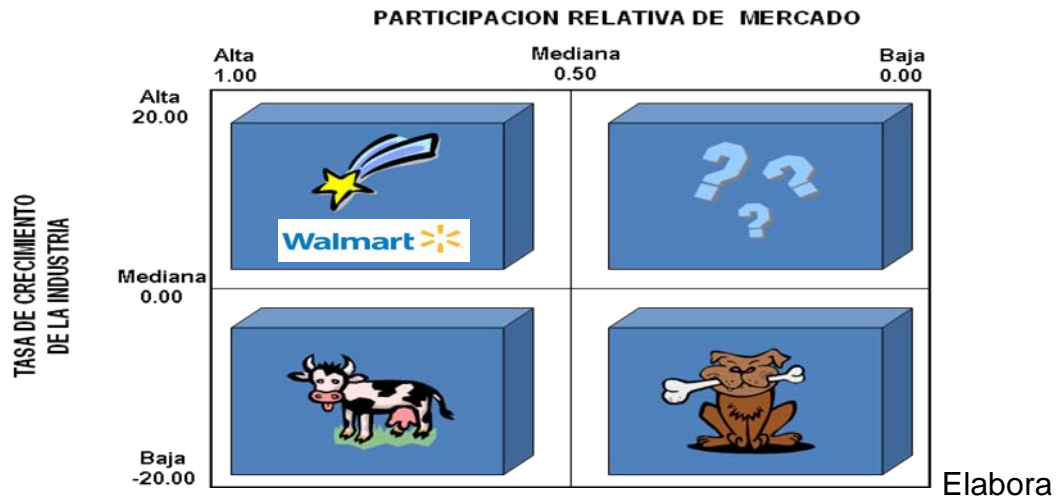 PARTICIPACION RELATIVA DE MERCADO
Alta Mediana Baja
1.00 0.50 0.00
Alta
20.00
TASA DE CRECIMIENTO
DE LA INDUSTRIA
? ? ?
Walmart
Mediana
0.00
Baja
-20.00
Elabora